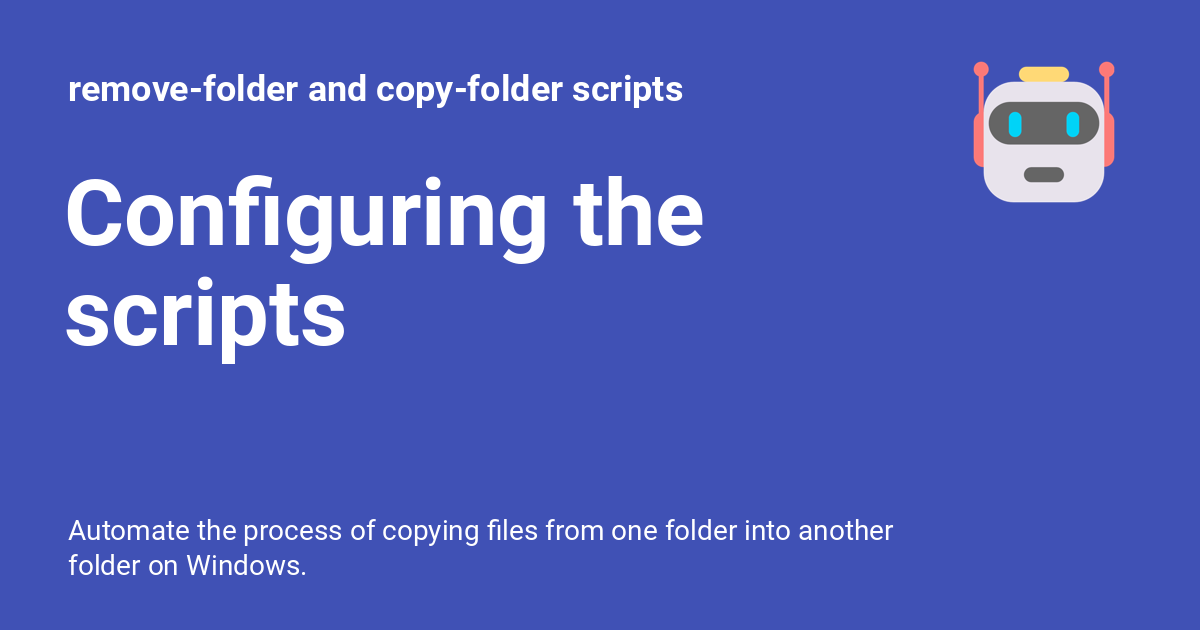 remove-folder and copy-folder scripts
Configuring the
scripts
Automate the process of copying files from one folder into another
folder on Windows.